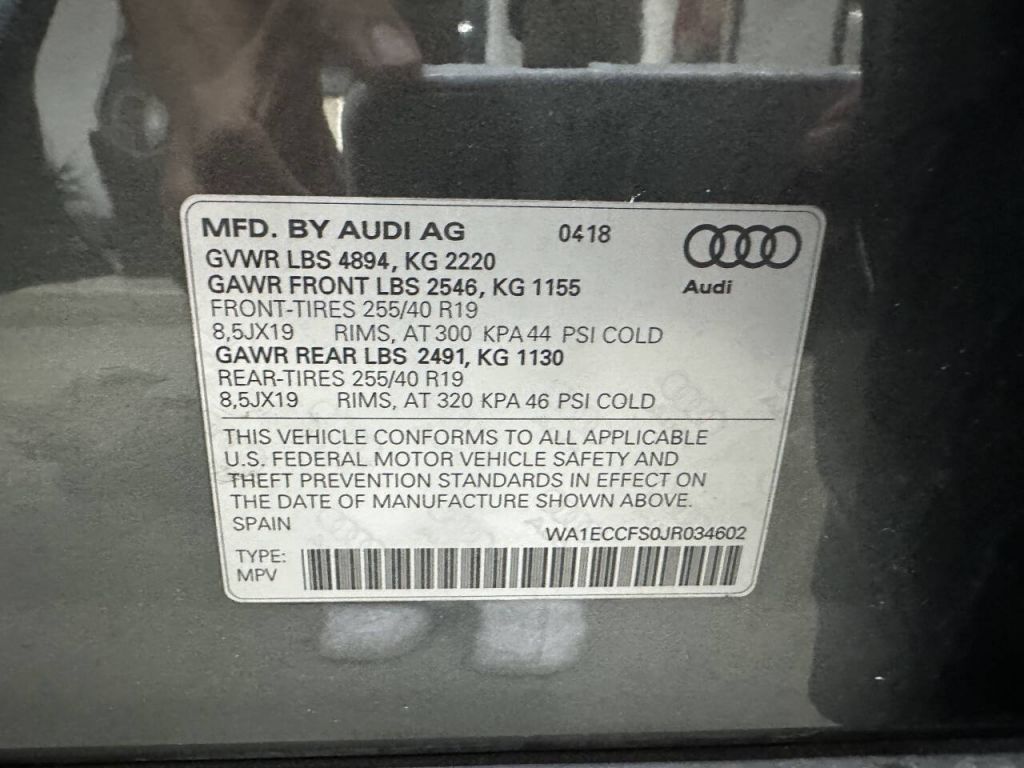 MFD. BY AUDI AG 0418
GVWR LBS 4894, KG 2220
GAWR FRONT LBS 2546, KG 1155
Audi
FRONT-TIRES 255/40 R19
8,5JX19 RIMS, AT 300 KPA 44 PSI COLD
GAWR REAR LBS 2491, KG 1130
REAR-TIRES 255/40 R19
8,5JX19 RIMS, AT 320 KPA 46 PSI COLD
THIS VEHICLE CONFORMS TO ALL APPLICABLE
U.S. FEDERAL MOTOR VEHICLE SAFETY AND
THEFT PREVENTION STANDARDS IN EFFECT ON
THE DATE OF MANUFACTURE SHOWN ABOVE.
SPAIN
WA1ECCFS0JR034602
TYPE:
MPV